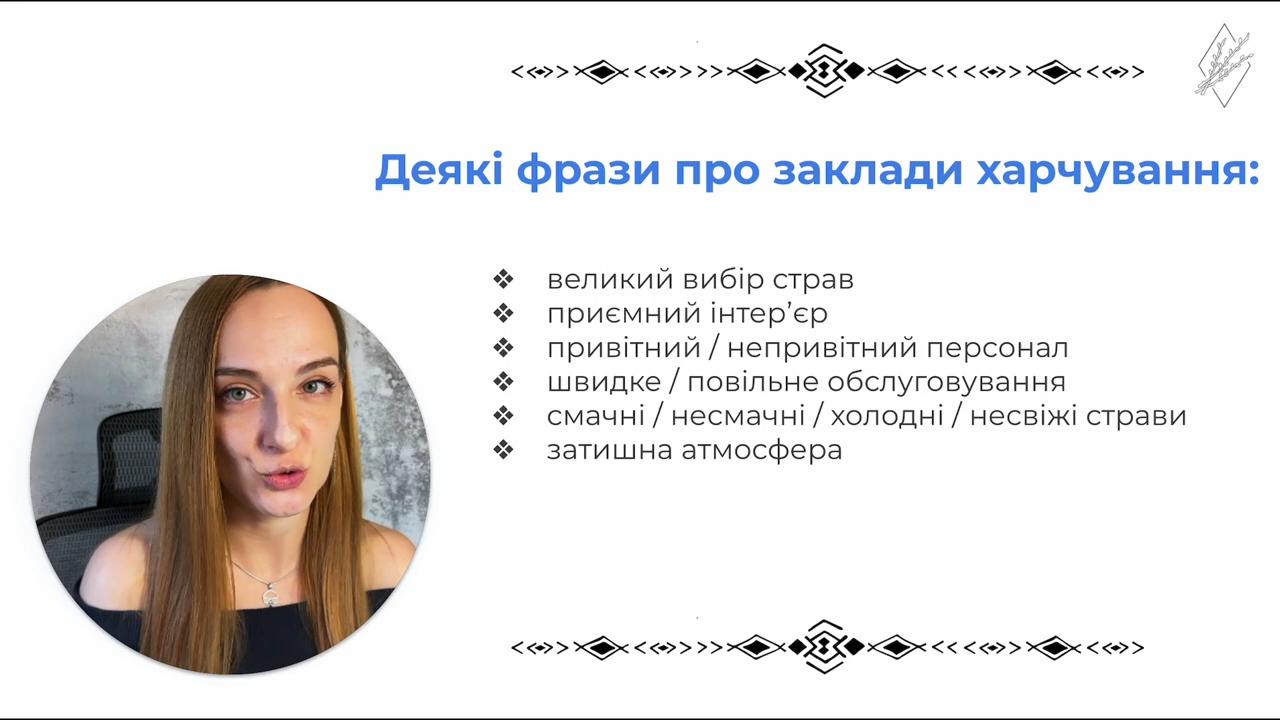 Деякі фрази про заклади харчування:
❖ великий вибір страв
❖ приємний інтер’єр
❖ привітний / непривітний персонал
❖ швидке / повільне обслуговування
❖ смачні / несмачні / холодні / несвіжі страви
❖ затишна атмосфера